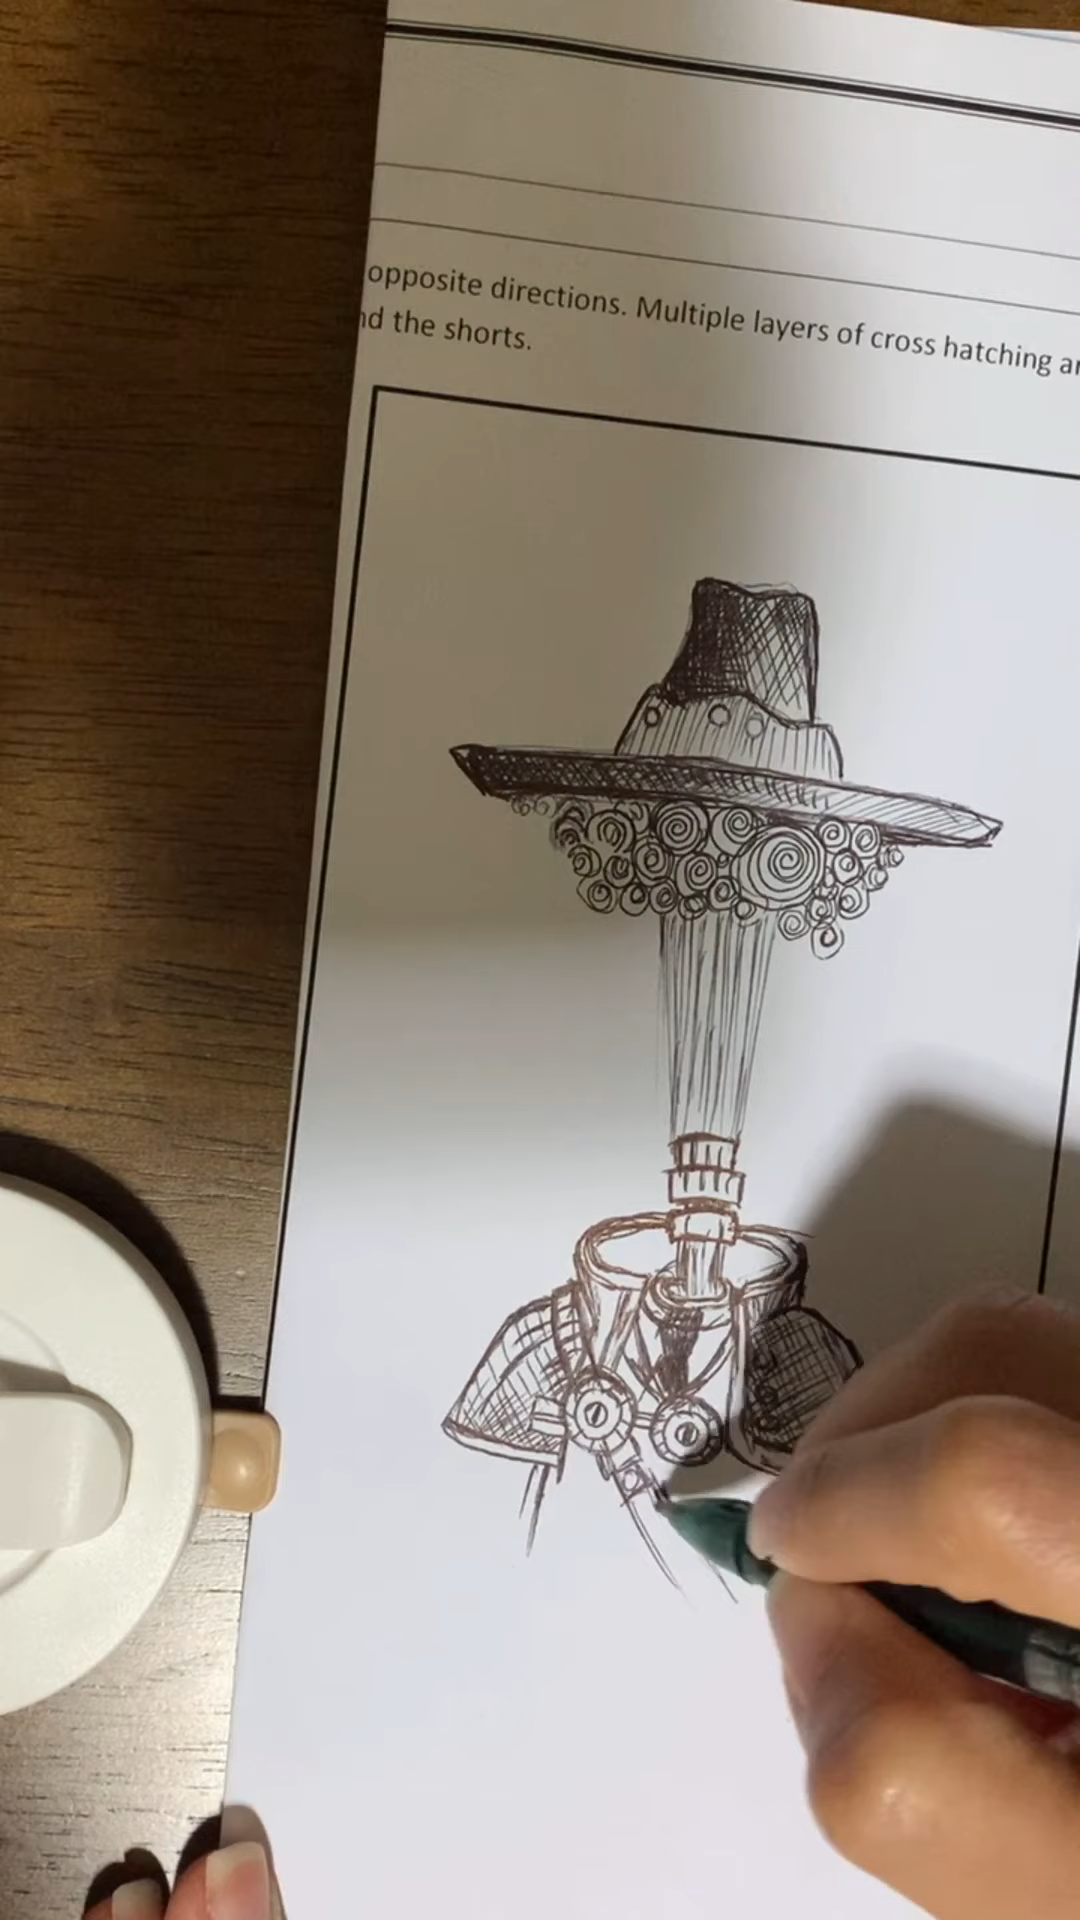 opposite directions. Multiple layers of cross hatching
the shorts.